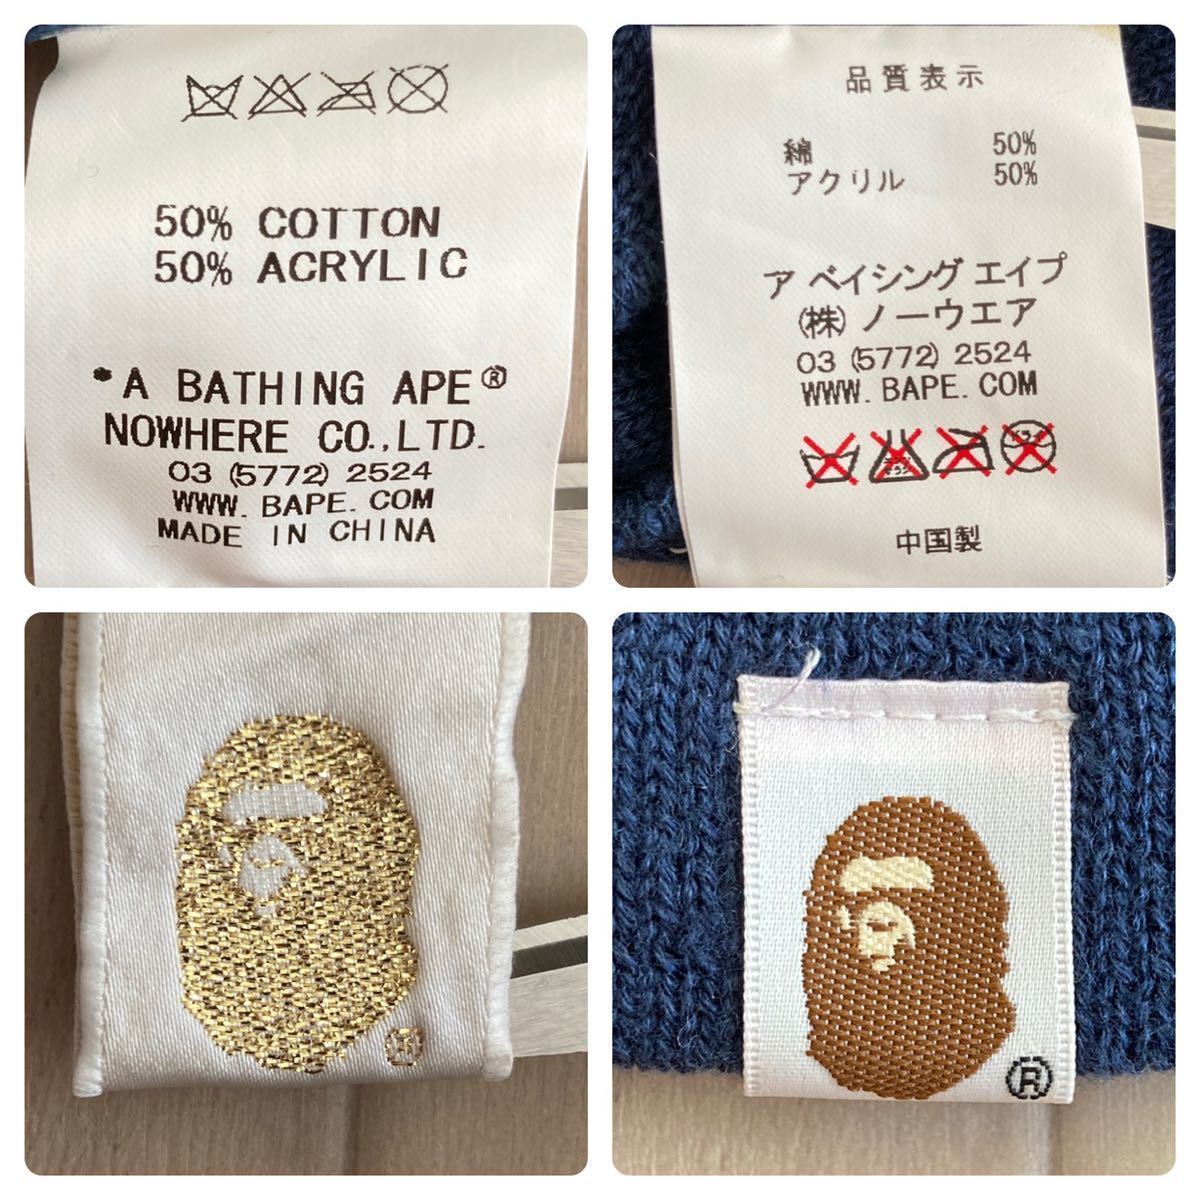 50% COTTON
50% ACRYLIC
*A BATHING APE®
NOWHERE CO.,LTD.
03 (5772) 2524
WWW. BAPE. COM
MADE IN CHINA
品質表示
綿 50%
アクリル 50%
ア ベイシング エイプ
(株) ノーウエア
03 (5772) 2524
WWW. BAPE. COM
中国製
®
®